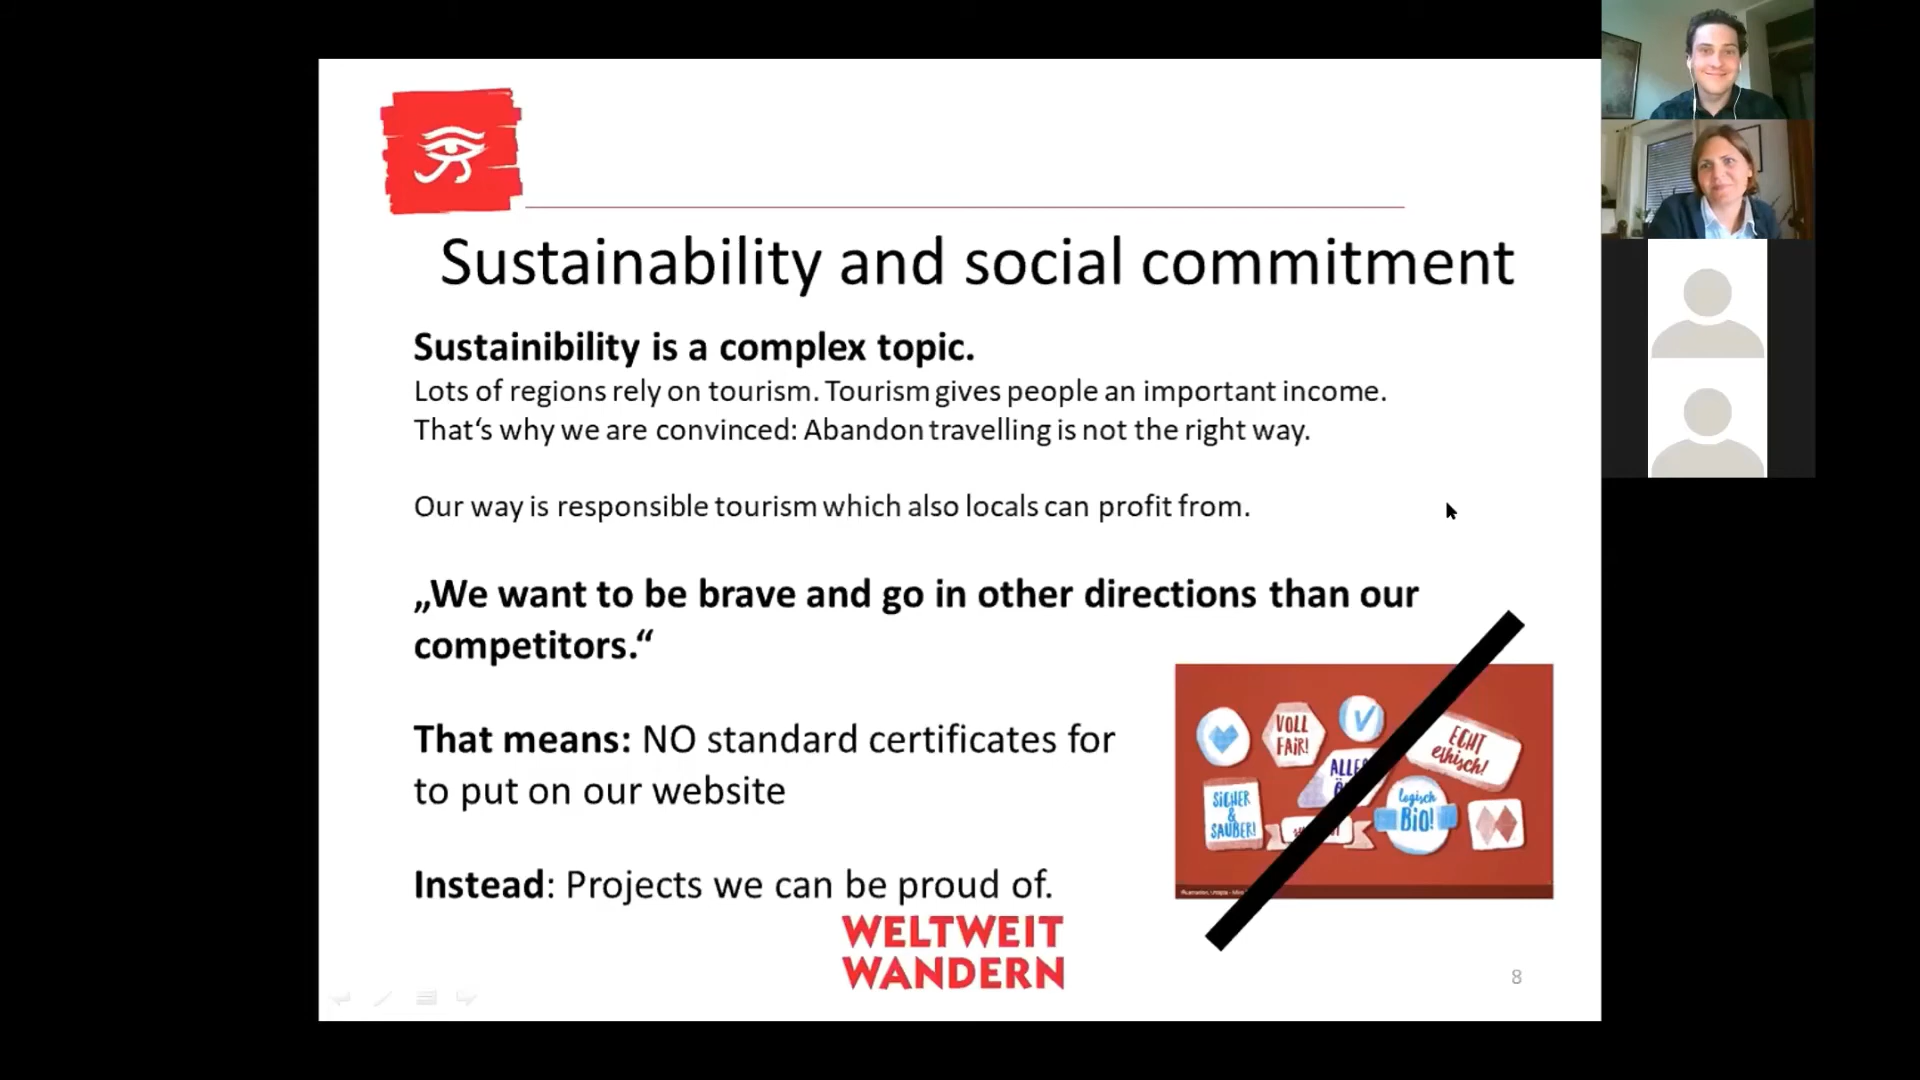 Sustainability and social commitment
Sustainibility is a complex topic.
Lots of regions rely on tourism. Tourism gives people an important income.
That‘s why we are convinced: Abandon travelling is not the right way.
Our way is responsible tourism which also locals can profit from.
„We want to be brave and go in other directions than our
competitors.“
That means: NO standard certificates for
to put on our website
Instead: Projects we can be proud of.
VOLL
FAIR!
ECHT
ethisch!
SICHER
&
SAUBER!
logisch
BIO!
WELTWEIT
WANDERN
8